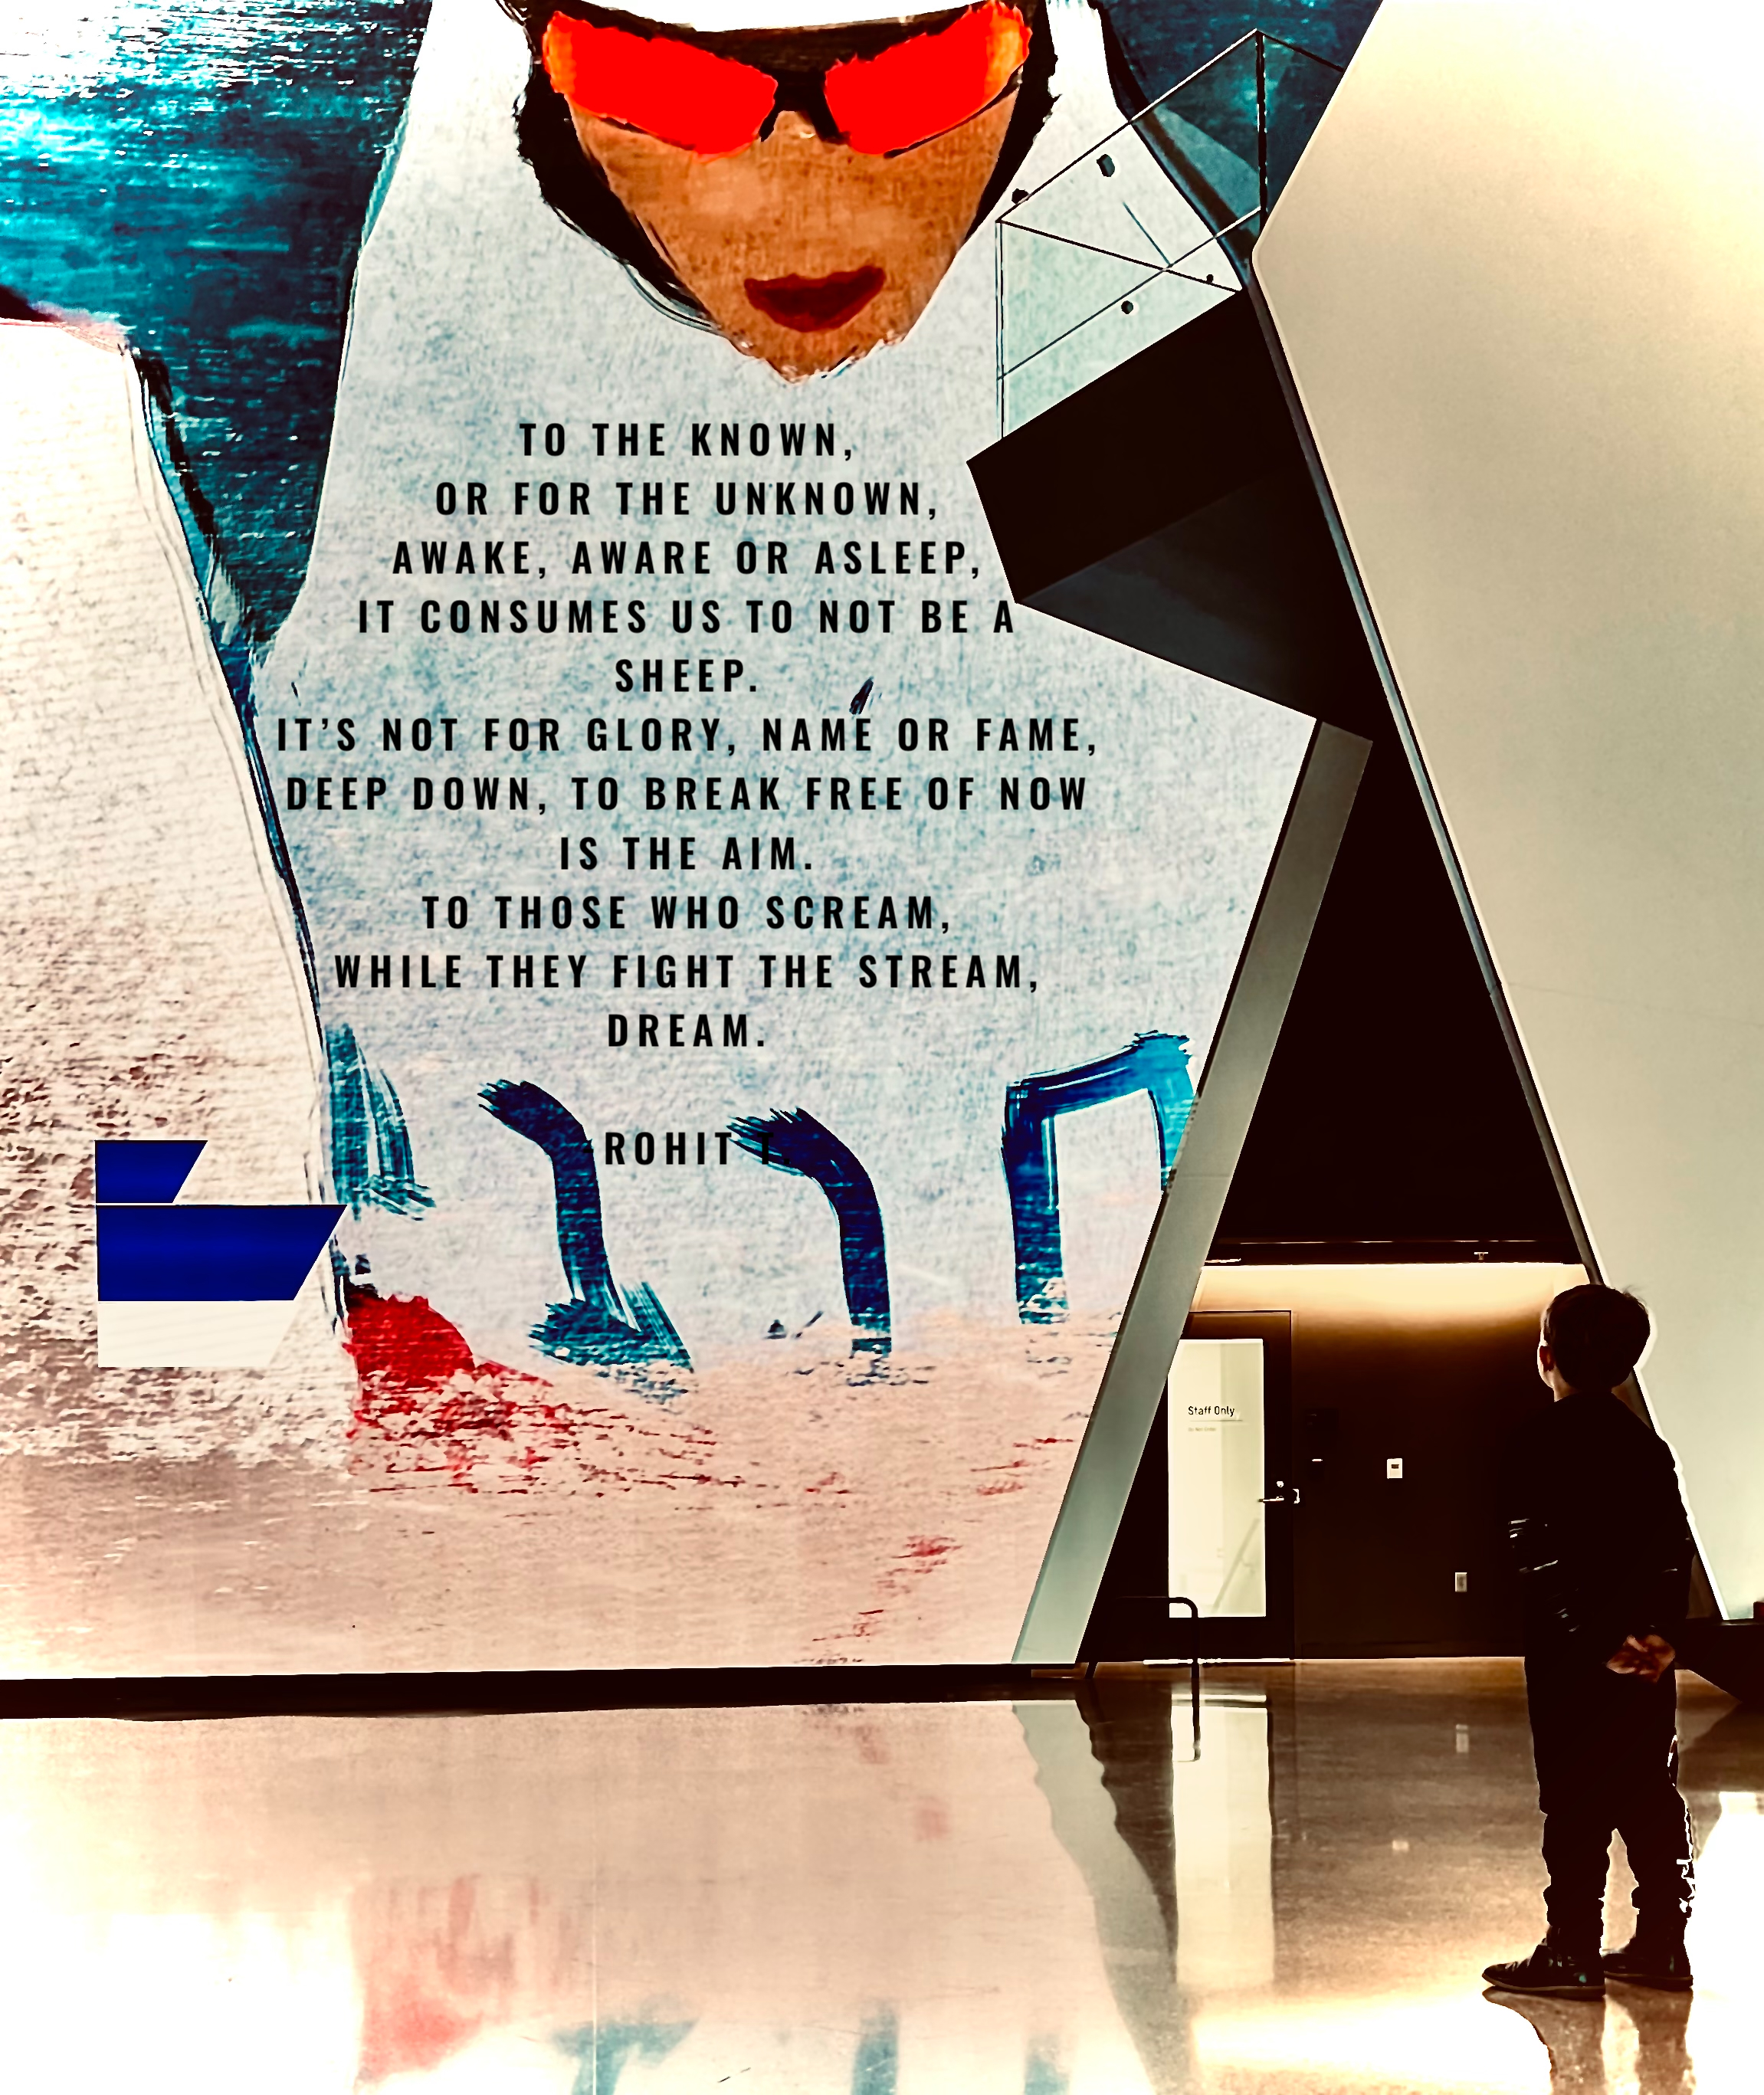 TO THE KNOWN,
OR FOR THE UNKNOWN,
AWAKE, AWARE OR ASLEEP,
IT CONSUMES US TO NOT BE A
SHEEP.
IT'S NOT FOR GLORY, NAME OR FAME,
DEEP DOWN, TO BREAK FREE OF NOW
IS THE AIM.
TO THOSE WHO SCREAM,
WHILE THEY FIGHT THE STREAM,
DREAM.
-ROHIT T.
Staff Only